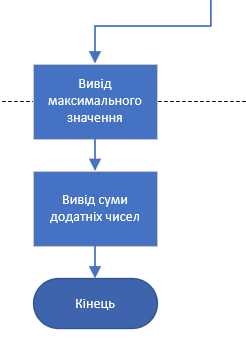 Вивід
максимального
значення
Вивід суми
додатніх чисел
Кінець